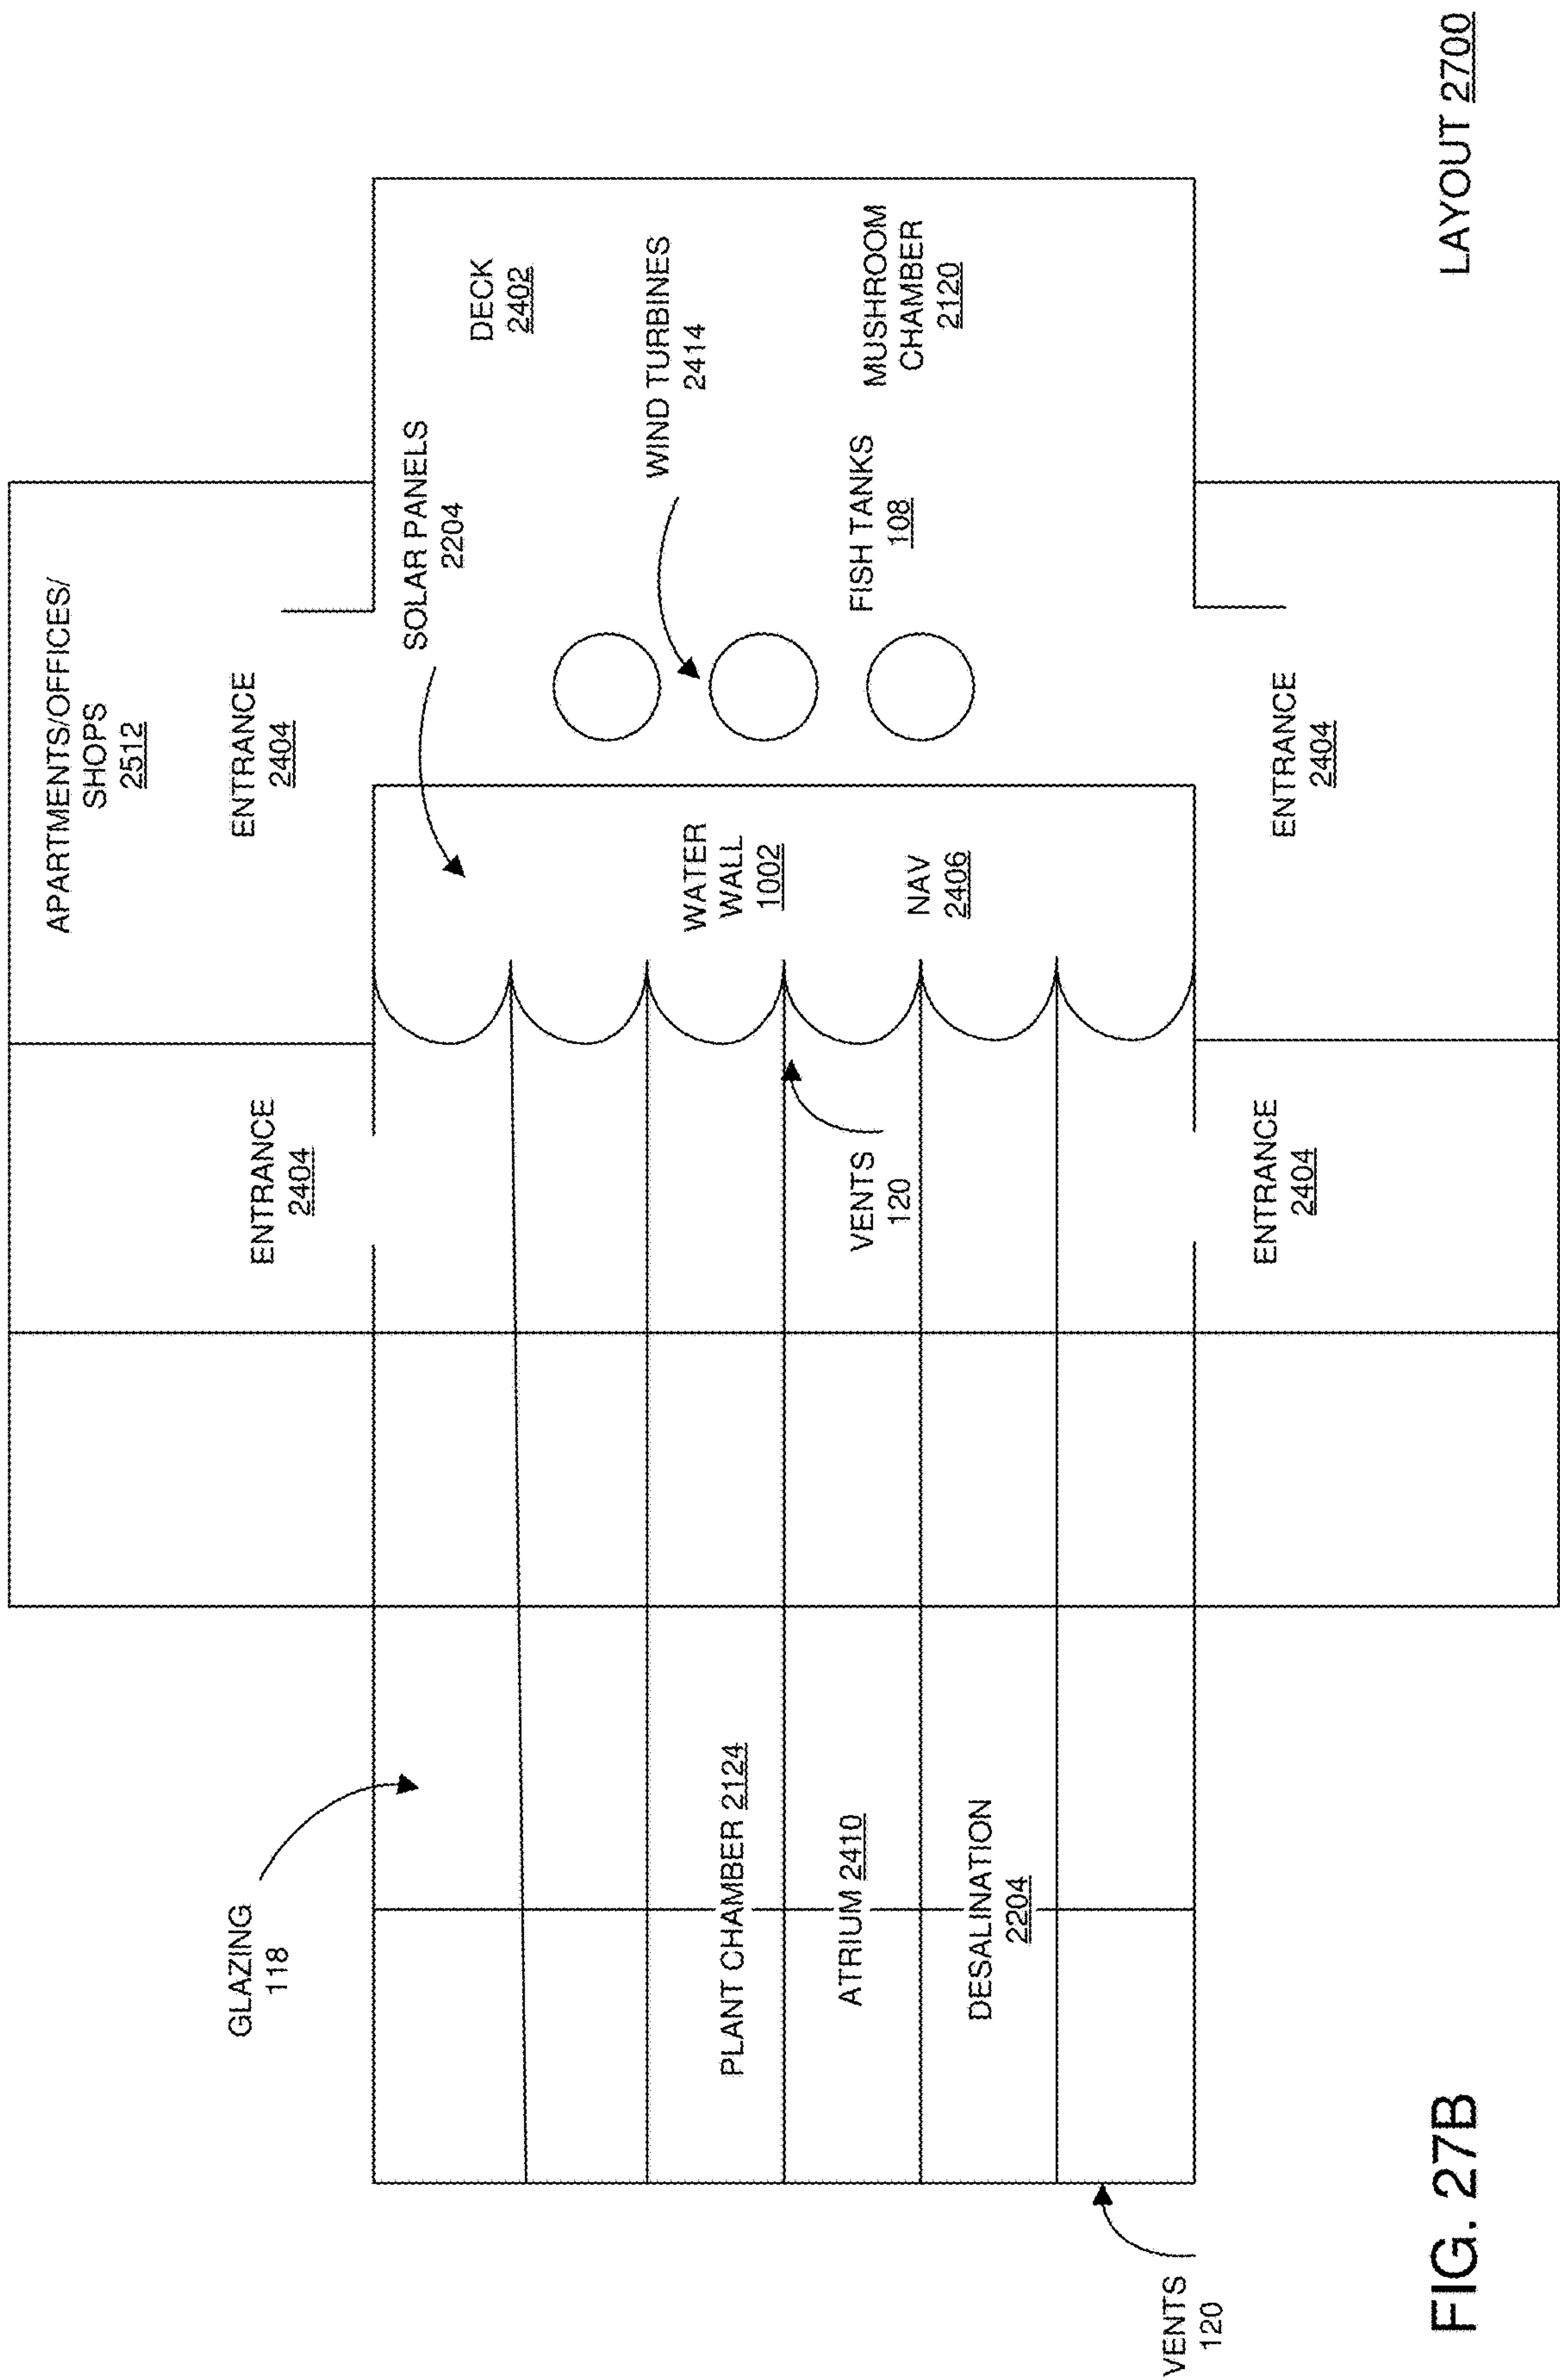 APARTMENTS/OFFICES/
SHOPS
2512
GLAZING
118
ENTRANCE
2404
ENTRANCE
2404
SOLAR PANELS
2204
DECK
2402
WIND TURBINES
2414
WATER
WALL
1002
PLANT CHAMBER 2124
ATRIUM 2410
VENTS
120
FISH TANKS
108
MUSHROOM
CHAMBER
2120
NAV
2406
DESALINATION
2204
VENTS
120
ENTRANCE
2404
ENTRANCE
2404
FIG. 27B
LAYOUT 2700